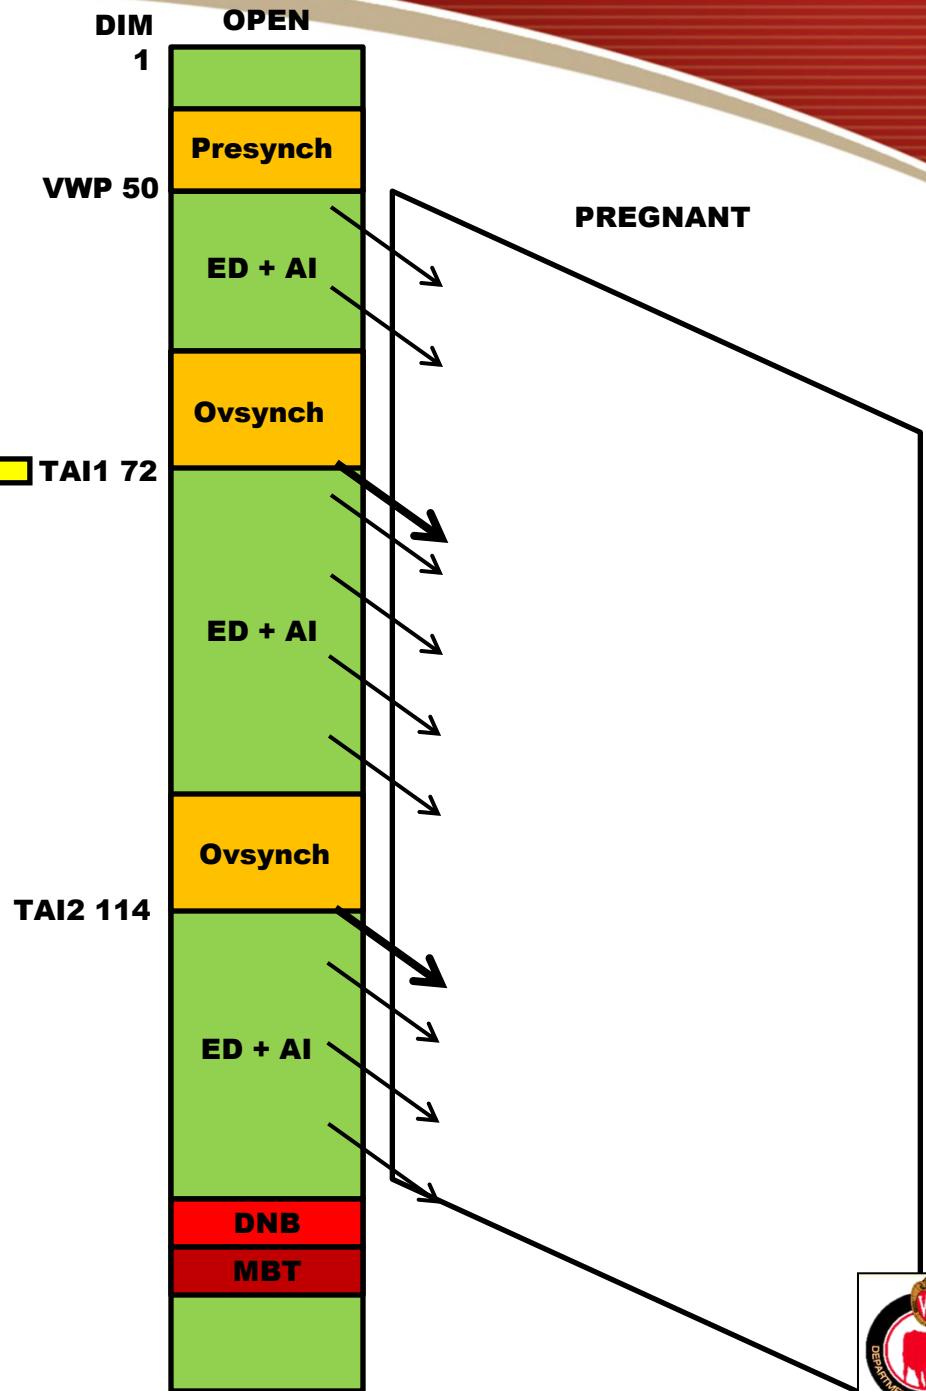 DIM
OPEN
1
Presynch
VWP 50
PREGNANT
ED + AI
Ovsynch
TAI1 72
ED + AI
Ovsynch
TAI2 114
ED + AI
DNB
MBT